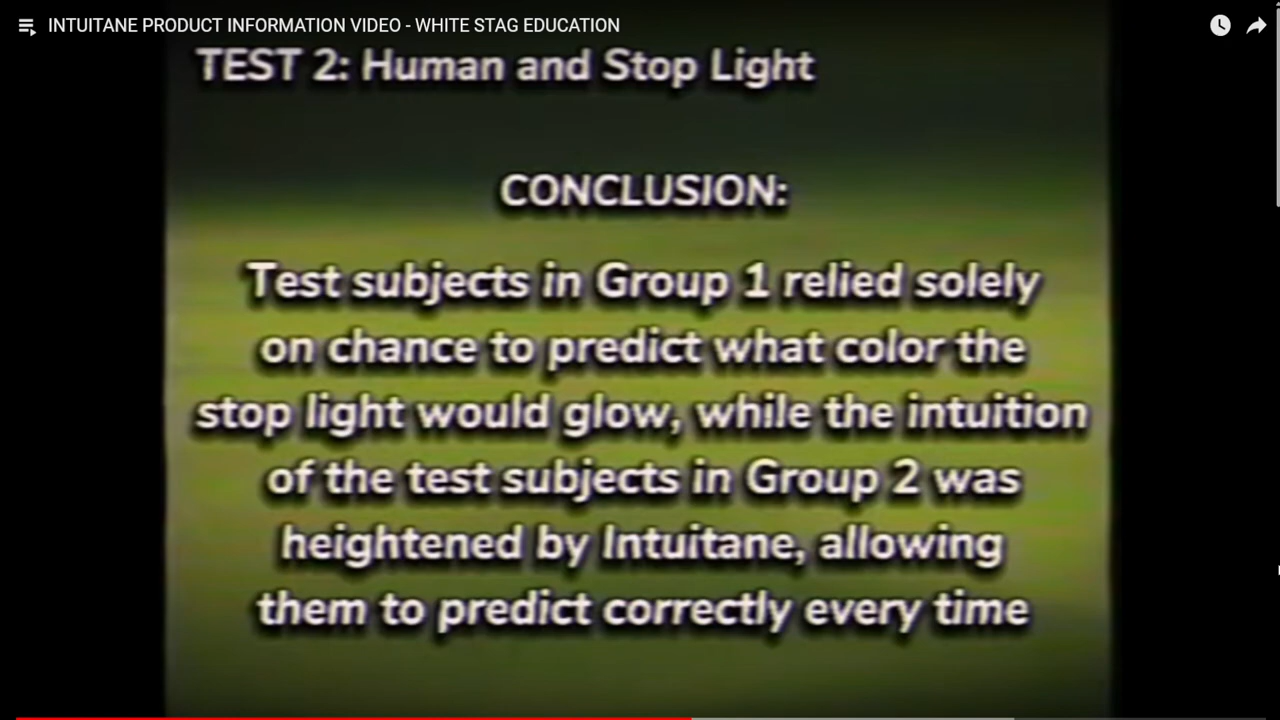 INTUITANE PRODUCT INFORMATION VIDEO - WHITE STAG EDUCATION
TEST 2: Human and Stop Light
CONCLUSION:
Test subjects in Group 1 relied solely
on chance to predict what color the
stop light would glow, while the intuition
of the test subjects in Group 2 was
heightened by Intuitane, allowing
them to predict correctly every time